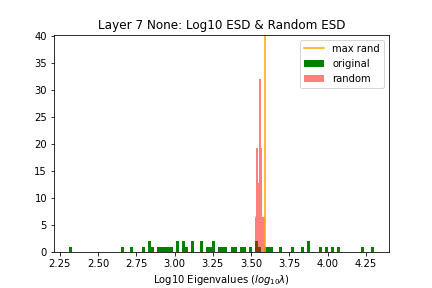 Layer 7 None: Log10 ESD & Random ESD
max rand
original
random
40
35
30
25
20
15
10
5
0
2.25 2.50 2.75 3.00 3.25 3.50 3.75 4.00 4.25
Log10 Eigenvalues (log₁₀λ)